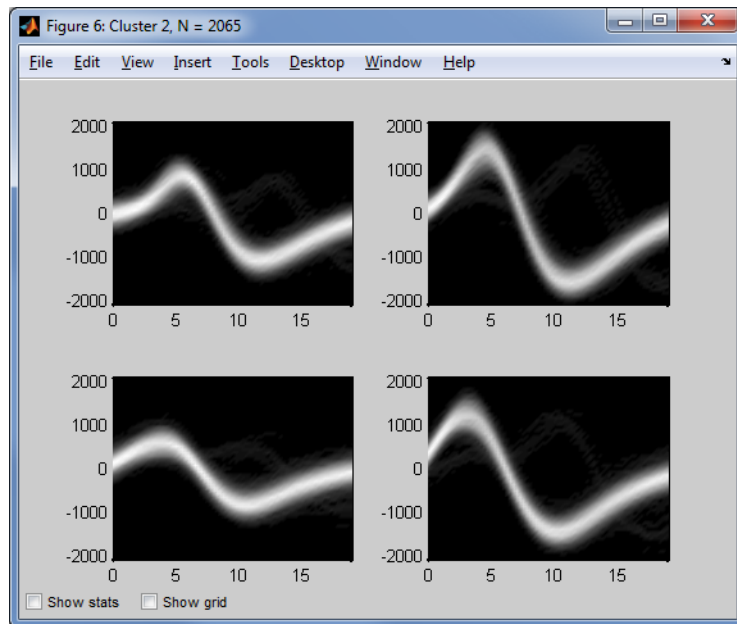 Figure 6: Cluster 2, N = 2065
File Edit View Insert Tools Desktop Window Help
2000 2000
1000 1000
0 0
-1000 -1000
-2000 -2000
0 5 10 15 0 5 10 15
2000 2000
1000 1000
0 0
-1000 -1000
-2000 -2000
0 5 10 15 0 5 10 15
Show stats Show grid